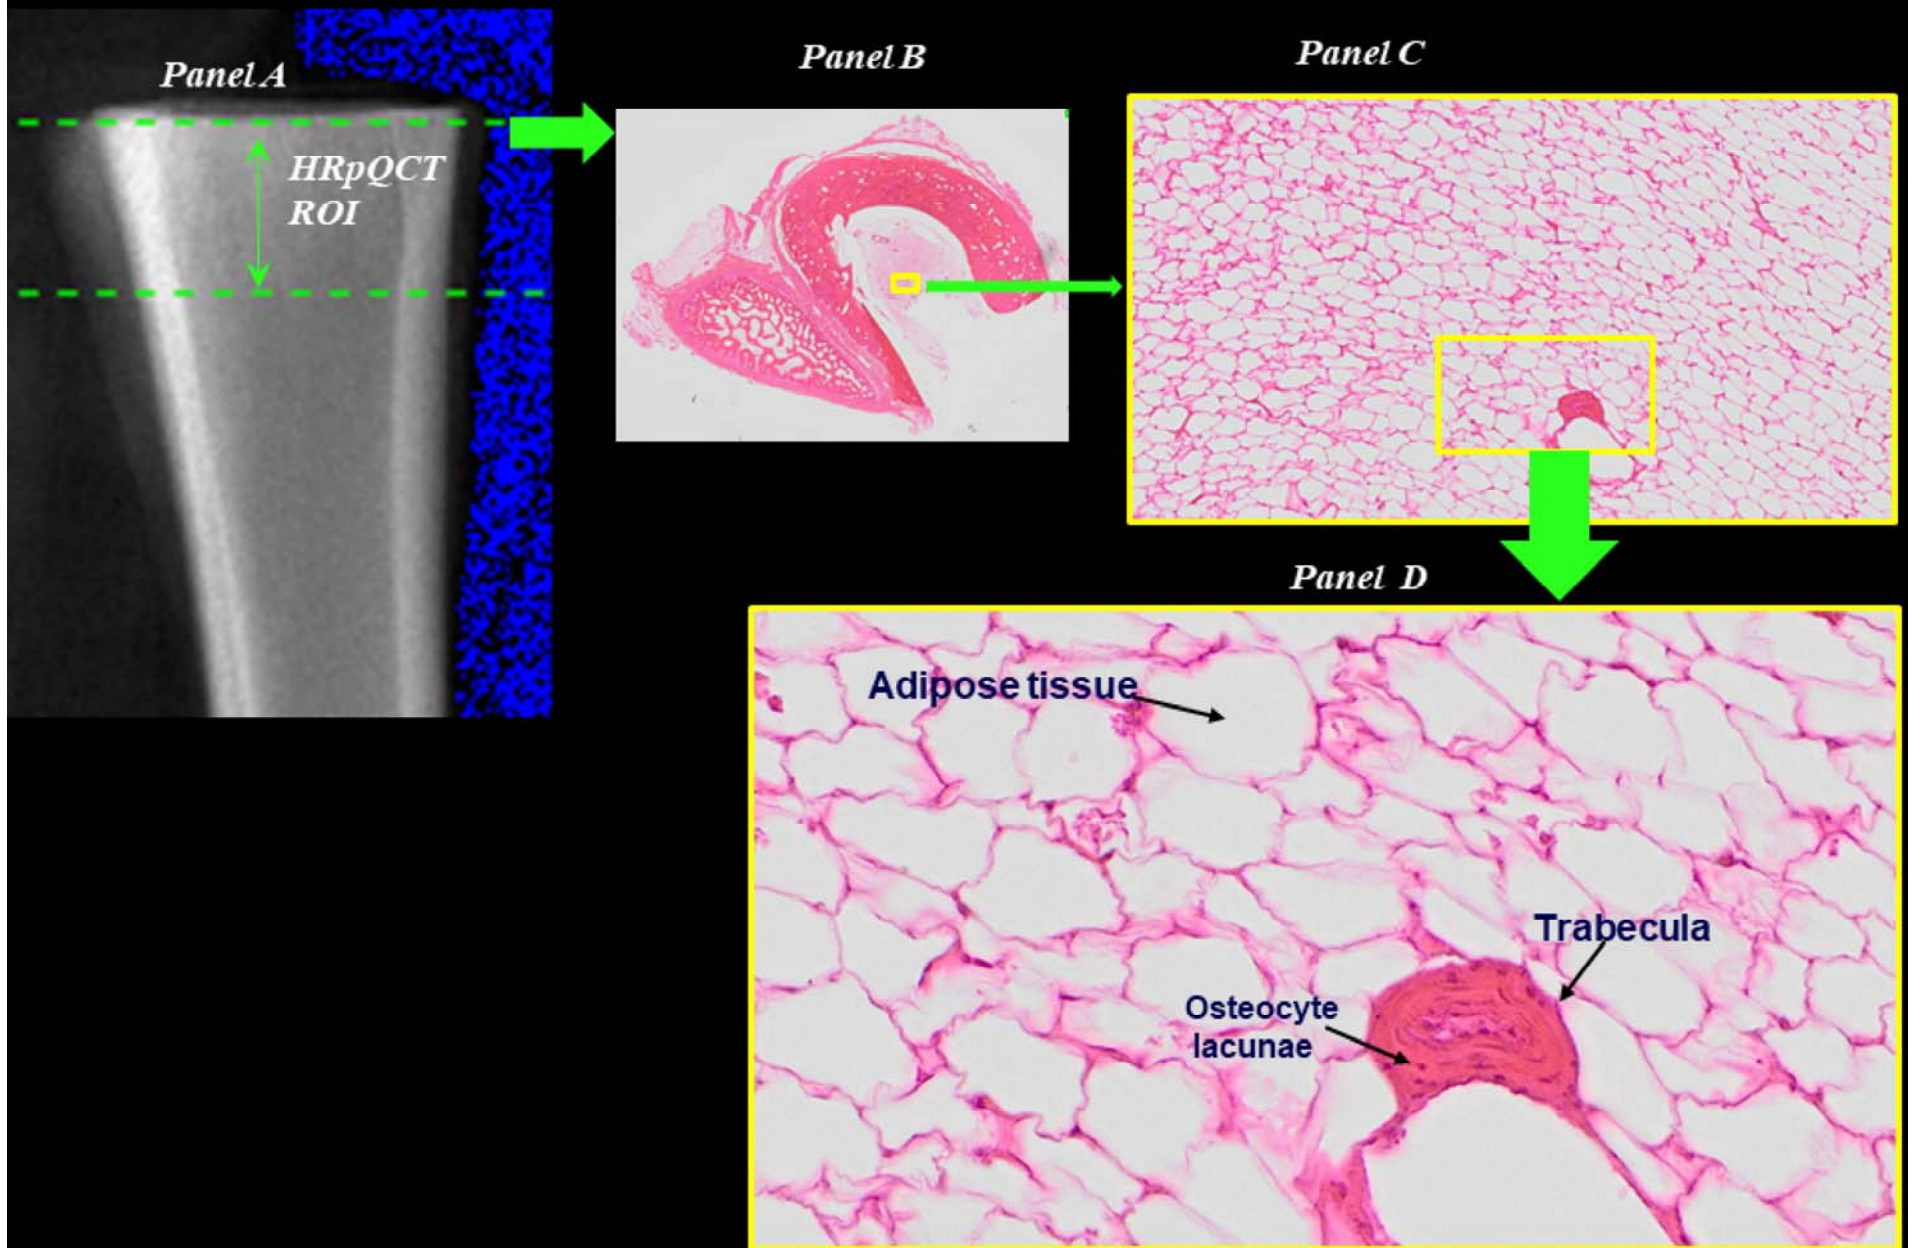 Panel A
HRpQCT
ROI
Panel B
Panel C
Panel D
Adipose tissue
Trabecula
Osteocyte
lacunae